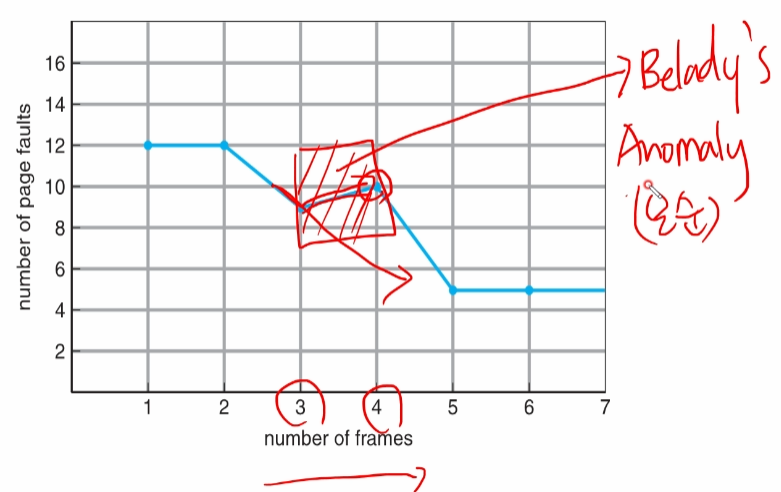 16
14
12
10
8
6
4
2
number of page faults
1 2 3 4 5 6 7
number of frames
Belady's
Anomaly